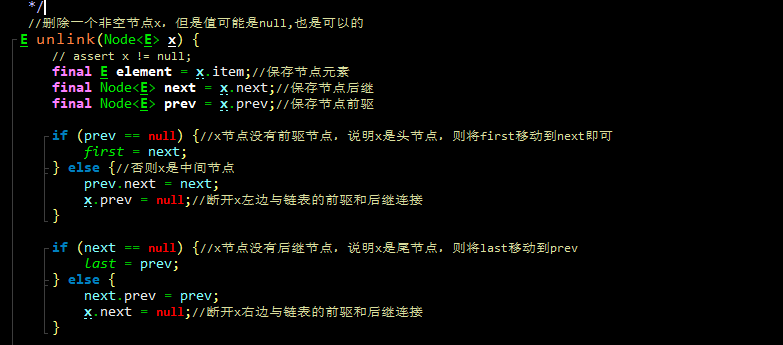 */
//删除一个非空节点x，但是值可能是null,也是可以的
E unlink(Node<E> x) {
// assert x != null;
final E element = x.item;//保存节点元素
final Node<E> next = x.next;//保存节点后继
final Node<E> prev = x.prev;//保存节点前驱
if (prev == null) {//x节点没有前驱节点，说明x是头节点，则将first移动到next即可
first = next;
} else {//否则x是中间节点
prev.next = next;
x.prev = null;//断开x左边与链表的前驱和后继连接
}
if (next == null) {//x节点没有后继节点，说明x是尾节点，则将last移动到prev
last = prev;
} else {
next.prev = prev;
x.next = null;//断开x右边与链表的前驱和后继连接
}